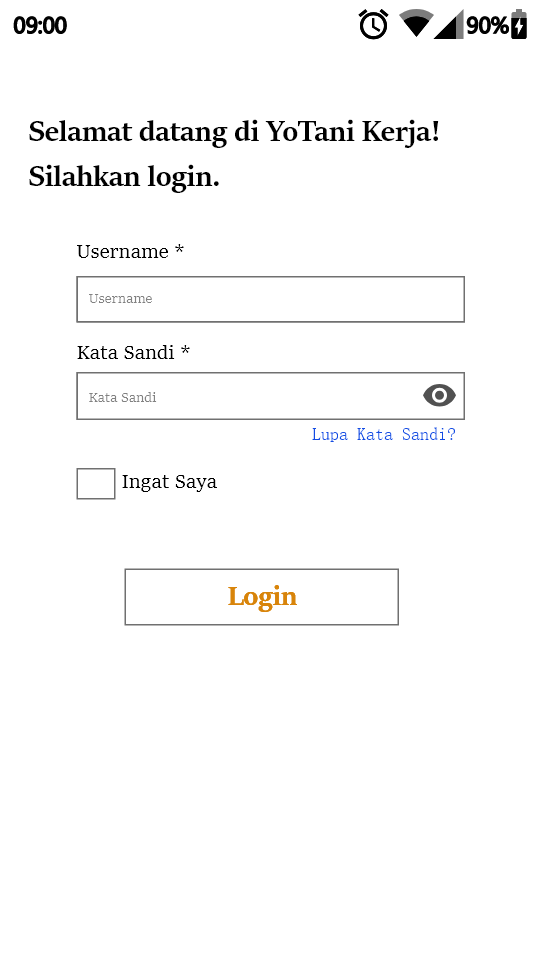 09:00
90%
Selamat datang di YoTani Kerja!
Silahkan login.
Username *
Username
Kata Sandi *
Kata Sandi
Lupa Kata Sandi?
Ingat Saya
Login